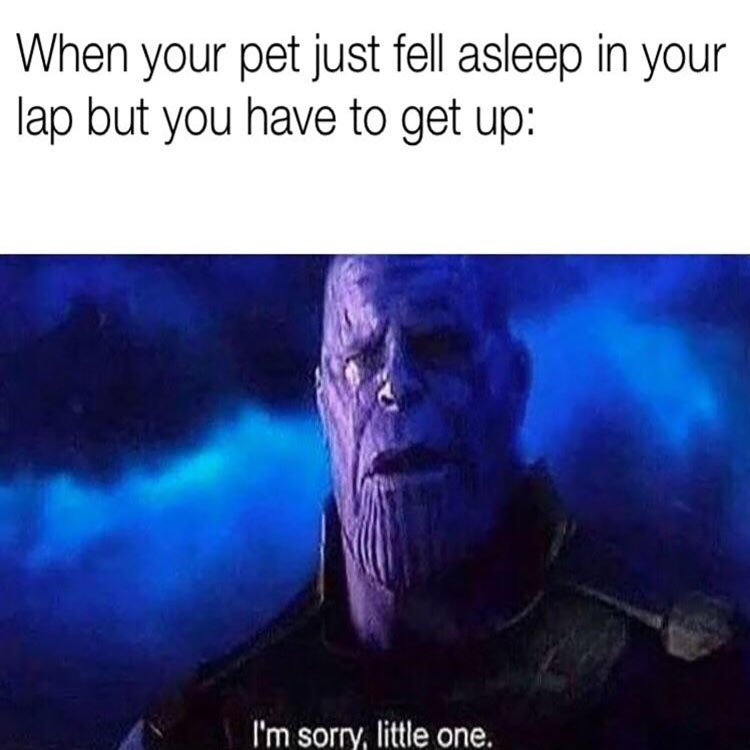 When your pet just fell asleep in your
lap but you have to get up:
I'm sorry, little one.